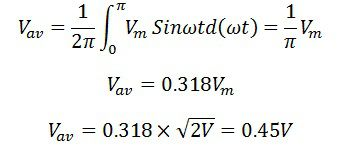 V_av = 1/2π ∫_0^π V_m Sinωtd(ωt) = 1/π V_m
V_av = 0.318V_m
V_av = 0.318 × √2V = 0.45V